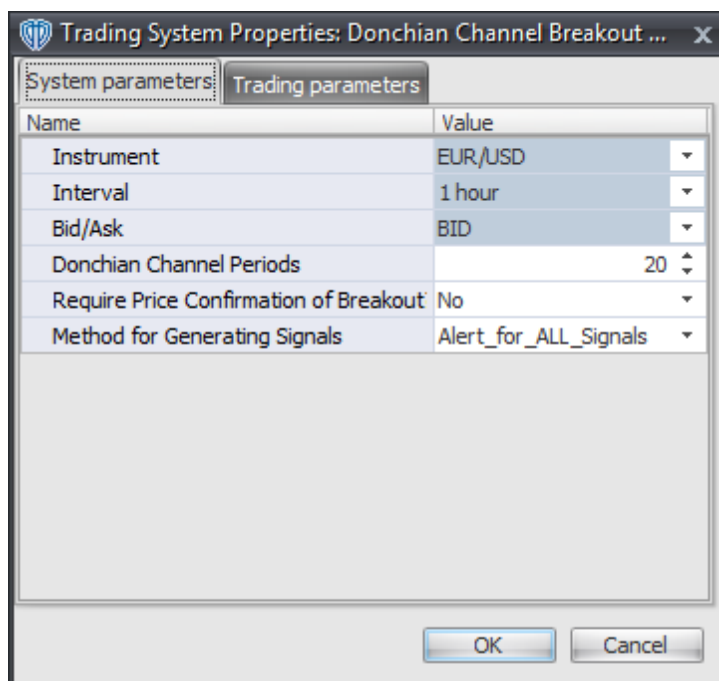 Trading System Properties: Donchian Channel Breakout ...
System parameters Trading parameters
Name Value
Instrument EUR/USD
Interval 1 hour
Bid/Ask BID
Donchian Channel Periods 20
Require Price Confirmation of Breakout No
Method for Generating Signals Alert_for_ALL_Signals
OK Cancel